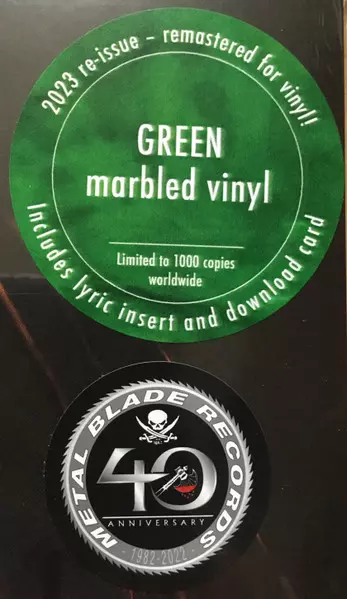 2023 re-issue – remastered for vinyl!
GREEN
marbled vinyl
Limited to 1000 copies
worldwide
Includes lyric insert and download card
METAL BLADE RECORDS
40
ANNIVERSARY
- 1982-2022 -